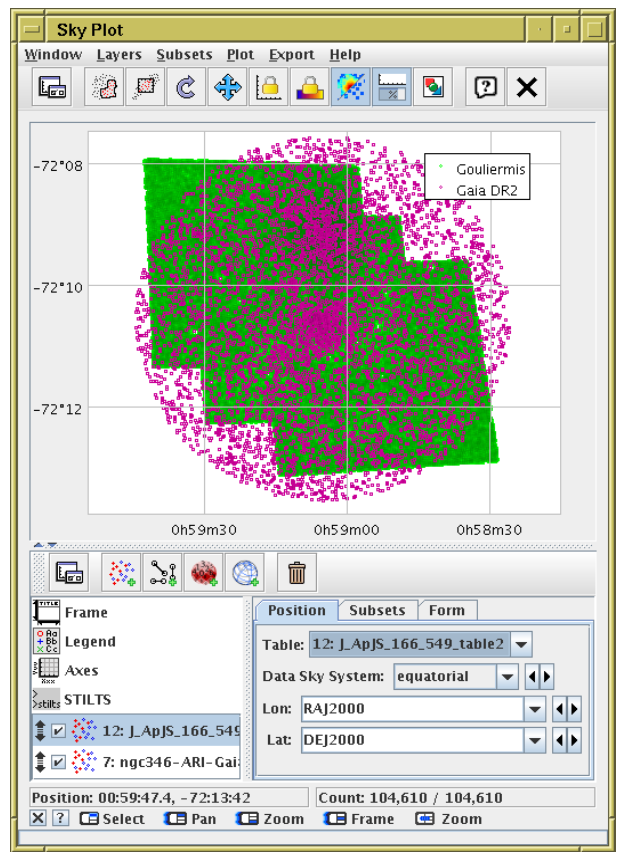 Sky Plot
Window Layers Subsets Plot Export Help
-72°08
-72°10
-72°12
Gouliermis
Gaia DR2
0h59m30 0h59m00 0h58m30
Frame
Legend
Axes
STILTS
12: J_ApJS_166_549
7: ngc346-ARI-Gai
Position Subsets Form
Table: 12: J_ApJS_166_549_table2
Data Sky System: equatorial
Lon: RAJ2000
Lat: DEJ2000
Position: 00:59:47.4, -72:13:42 Count: 104,610 / 104,610
Select Pan Zoom Frame Zoom